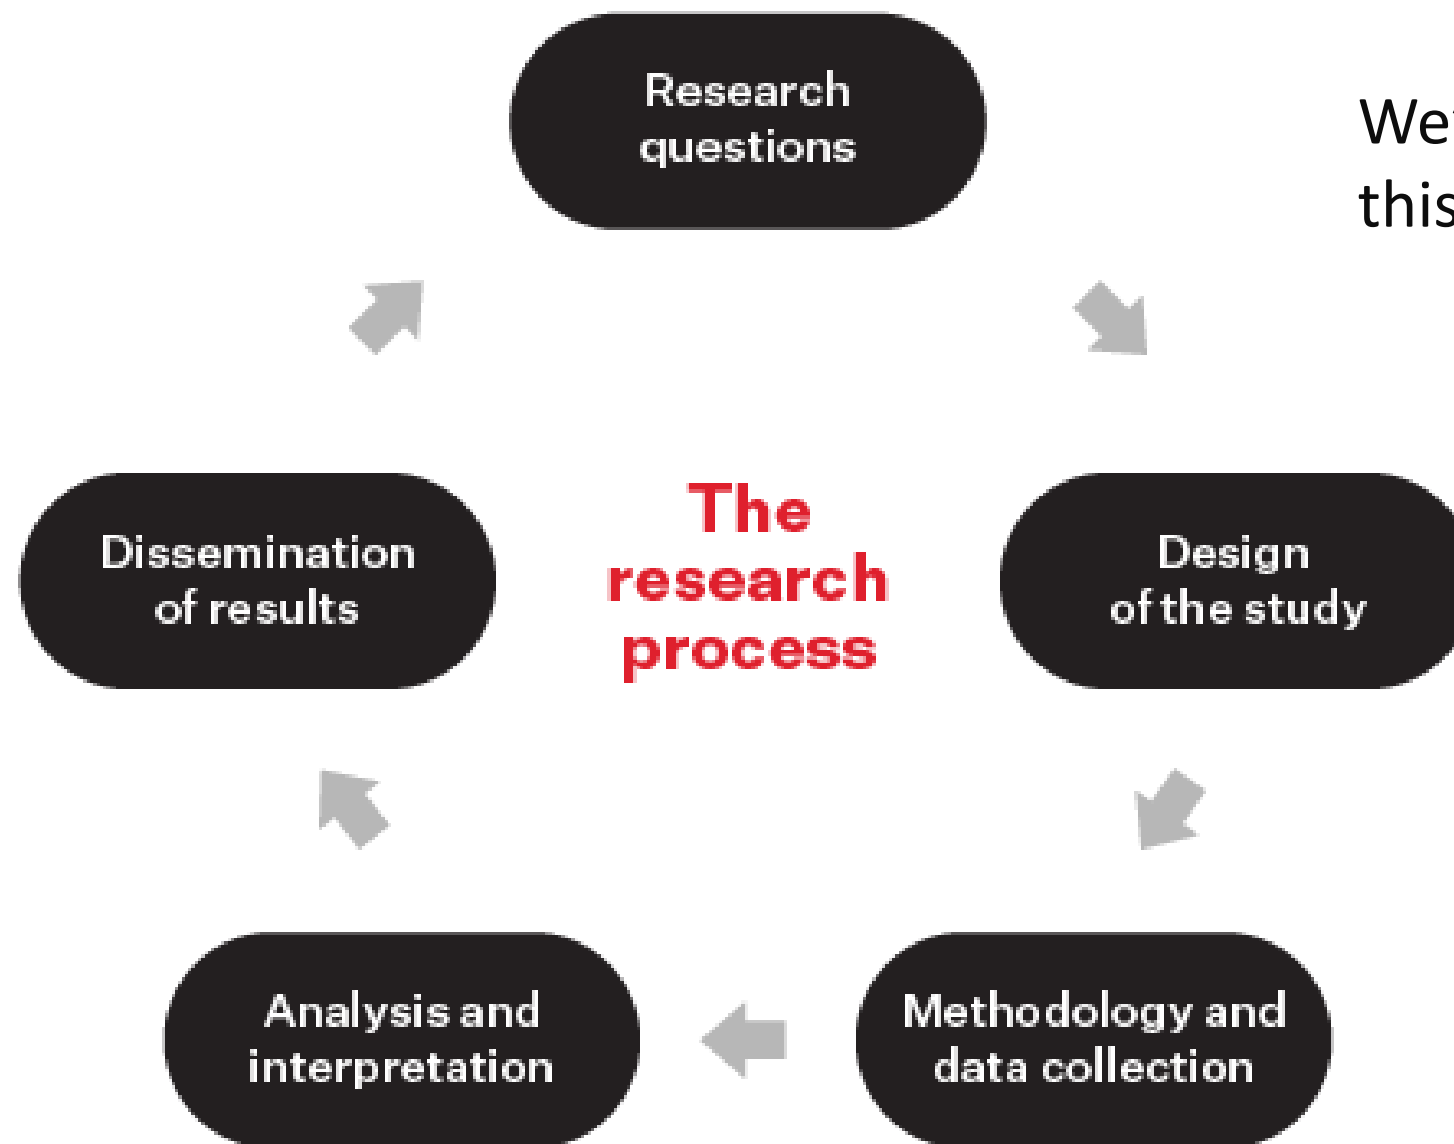 Research
questions
this
Dissemination
of results
The
research
process
Design
of the study
Analysis and
interpretation
Methodology and
data collection